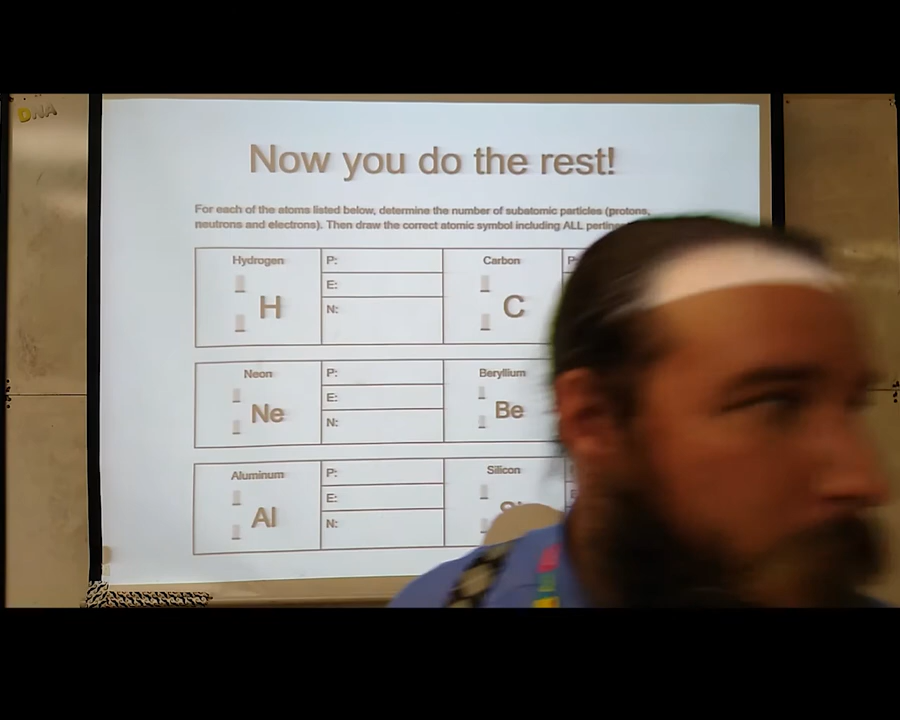 DNA
Now you do the rest!
For each of the atoms listed below, determine the number of subatomic particles (protons,
neutrons and electrons). Then draw the correct atomic symbol including ALL
Hydrogen P: Carbon P:
E:
H N: C
Neon P: Beryllium
E:
Ne N: Be
Aluminum P: Silicon
E:
Al N: